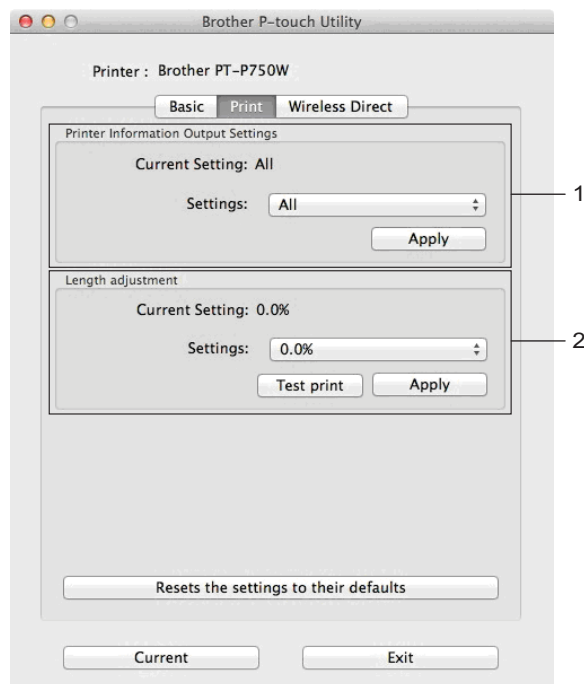 Brother P-touch Utility
Printer : Brother PT-P750W
Basic Print Wireless Direct
Printer Information Output Settings
Current Setting: All
1
Settings: All
Apply
Length adjustment
Current Setting: 0.0%
2
Settings: 0.0%
Test print Apply
Resets the settings to their defaults
Current Exit